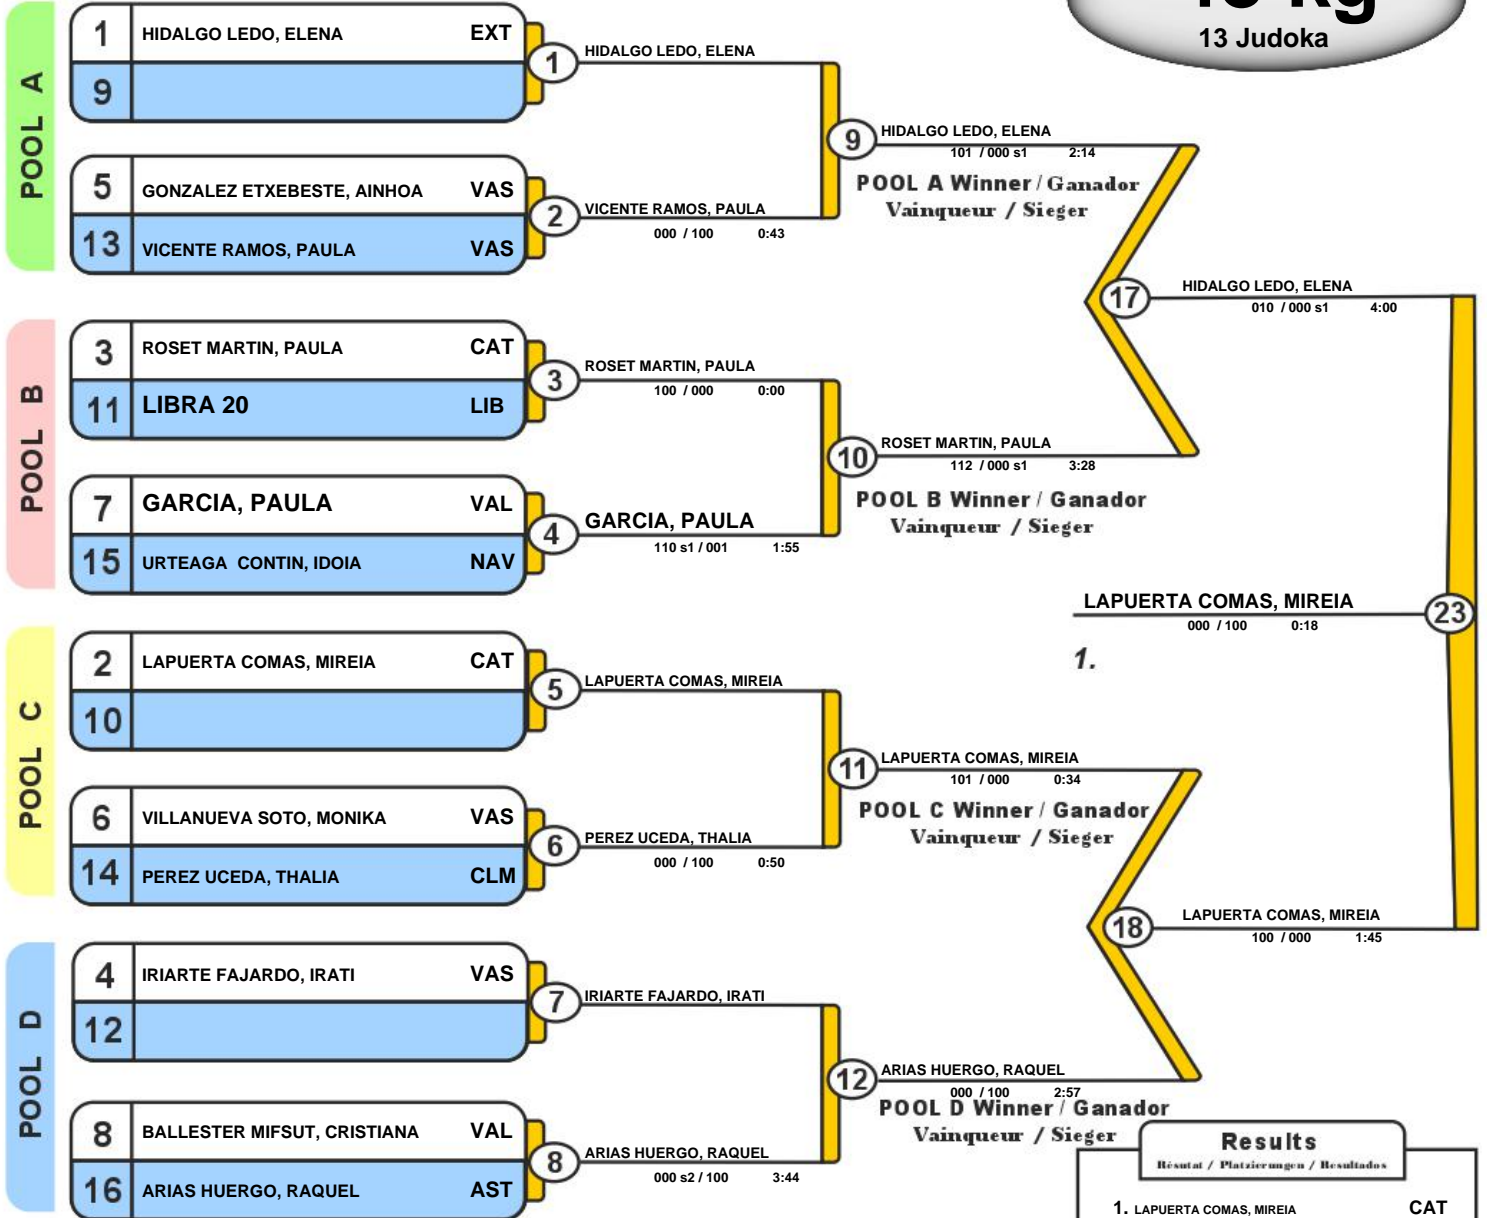 13 Judoka
POOL A
1 HIDALGO LEDO, ELENA EXT
9
1 HIDALGO LEDO, ELENA
5 GONZALEZ ETXEBESTE, AINHOA VAS
13 VICENTE RAMOS, PAULA VAS
2 VICENTE RAMOS, PAULA
000 / 100 0:43
9 HIDALGO LEDO, ELENA
101 / 000 s1 2:14
POOL A Winner / Ganador
Vainqueur / Sieger
POOL B
3 ROSET MARTIN, PAULA CAT
11 LIBRA 20 LIB
3 ROSET MARTIN, PAULA
100 / 000 0:00
7 GARCIA, PAULA VAL
15 URTEAGA CONTIN, IDOIA NAV
4 GARCIA, PAULA
110 s1 / 001 1:55
10 ROSET MARTIN, PAULA
112 / 000 s1 3:28
POOL B Winner / Ganador
Vainqueur / Sieger
17 HIDALGO LEDO, ELENA
010 / 000 s1 4:00
LAPUERTA COMAS, MIREIA 23
000 / 100 0:18
1.
POOL C
2 LAPUERTA COMAS, MIREIA CAT
10
5 LAPUERTA COMAS, MIREIA
6 VILLANUEVA SOTO, MONIKA VAS
14 PEREZ UCEDA, THALIA CLM
6 PEREZ UCEDA, THALIA
000 / 100 0:50
11 LAPUERTA COMAS, MIREIA
101 / 000 0:34
POOL C Winner / Ganador
Vainqueur / Sieger
18 LAPUERTA COMAS, MIREIA
100 / 000 1:45
POOL D
4 IRIARTE FAJARDO, IRATI VAS
12
7 IRIARTE FAJARDO, IRATI
8 BALLESTER MIFSUT, CRISTIANA VAL
16 ARIAS HUERGO, RAQUEL AST
8 ARIAS HUERGO, RAQUEL
000 s2 / 100 3:44
12 ARIAS HUERGO, RAQUEL
000 / 100 2:57
POOL D Winner / Ganador
Vainqueur / Sieger
Results
Résutat / Platzierungen / Resultados
1. LAPUERTA COMAS, MIREIA CAT